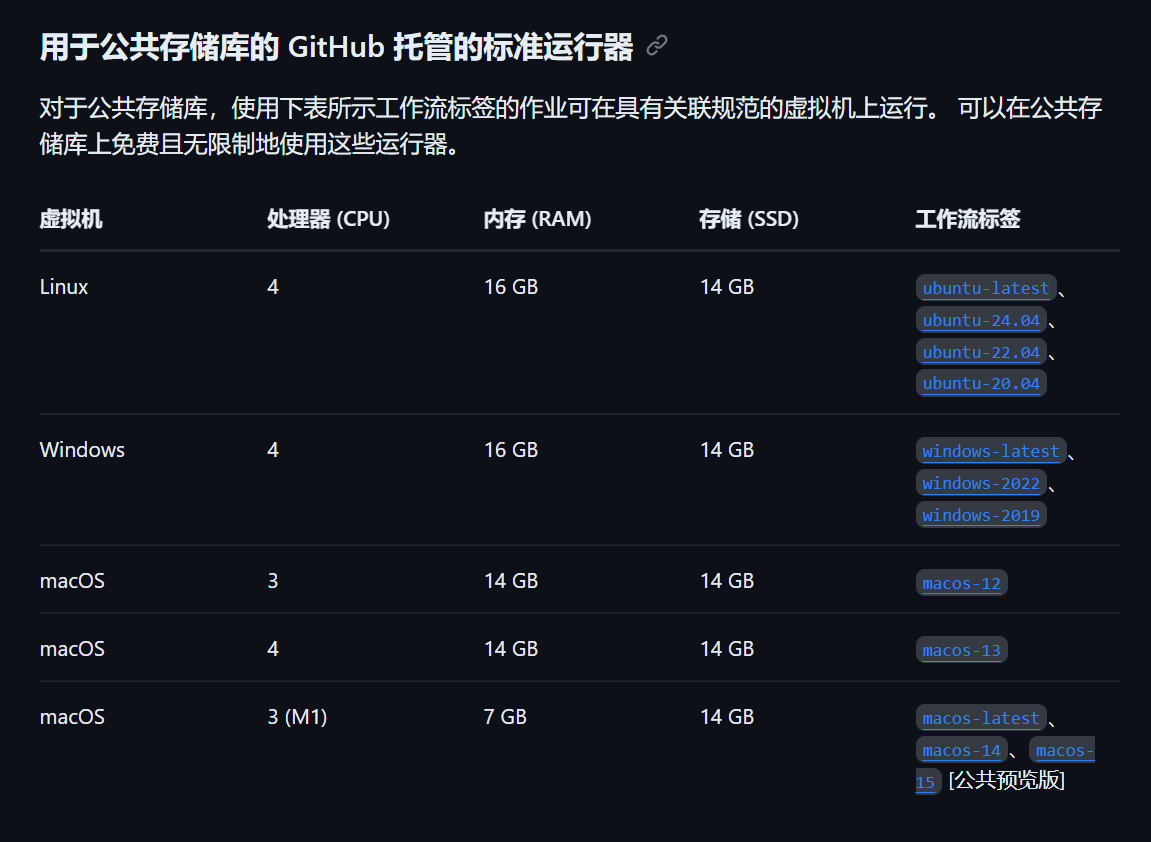 用于公共存储库的 GitHub 托管的标准运行器
对于公共存储库，使用下表所示工作流标签的作业可在具有关联规范的虚拟机上运行。 可以在公共存
储库上免费且无限制地使用这些运行器。
虚拟机 处理器 (CPU) 内存 (RAM) 存储 (SSD) 工作流标签
Linux 4 16 GB 14 GB ubuntu-latest、
ubuntu-24.04、
ubuntu-22.04、
ubuntu-20.04
Windows 4 16 GB 14 GB windows-latest、
windows-2022、
windows-2019
macOS 3 14 GB 14 GB macos-12
macOS 4 14 GB 14 GB macos-13
macOS 3 (M1) 7 GB 14 GB macos-latest、
macos-14、macos-
15 [公共预览版]